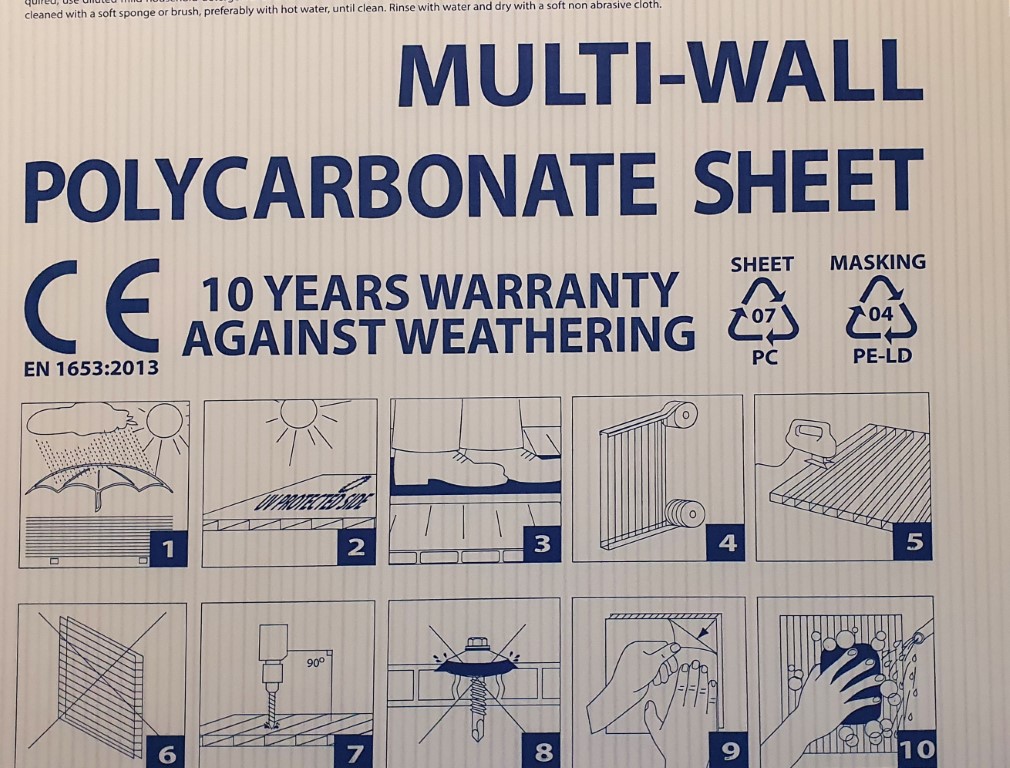 cleaned with a soft sponge or brush, preferably with hot water, until clean. Rinse with water and dry with a soft non abrasive cloth.
MULTI-WALL
POLYCARBONATE SHEET
CE
EN 1653:2013
10 YEARS WARRANTY
AGAINST WEATHERING
SHEET
07
PC
MASKING
04
PE-LD
1
UV PROTECTED SIDE
2
3
4
5
6
90°
7
8
9
10